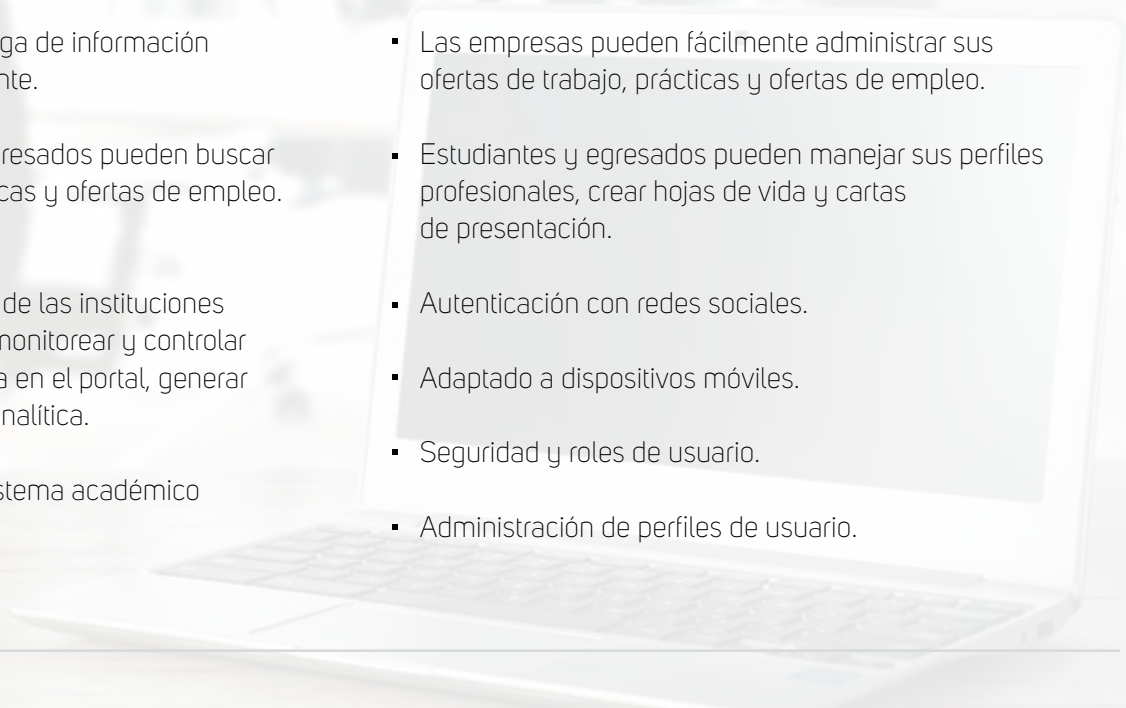 ga de información
nte.
resados pueden buscar
cas y ofertas de empleo.
de las instituciones
monitorear y controlar
a en el portal, generar
nalítica.
stema académico
▪ Las empresas pueden fácilmente administrar sus
ofertas de trabajo, prácticas y ofertas de empleo.
▪ Estudiantes y egresados pueden manejar sus perfiles
profesionales, crear hojas de vida y cartas
de presentación.
▪ Autenticación con redes sociales.
▪ Adaptado a dispositivos móviles.
▪ Seguridad y roles de usuario.
▪ Administración de perfiles de usuario.